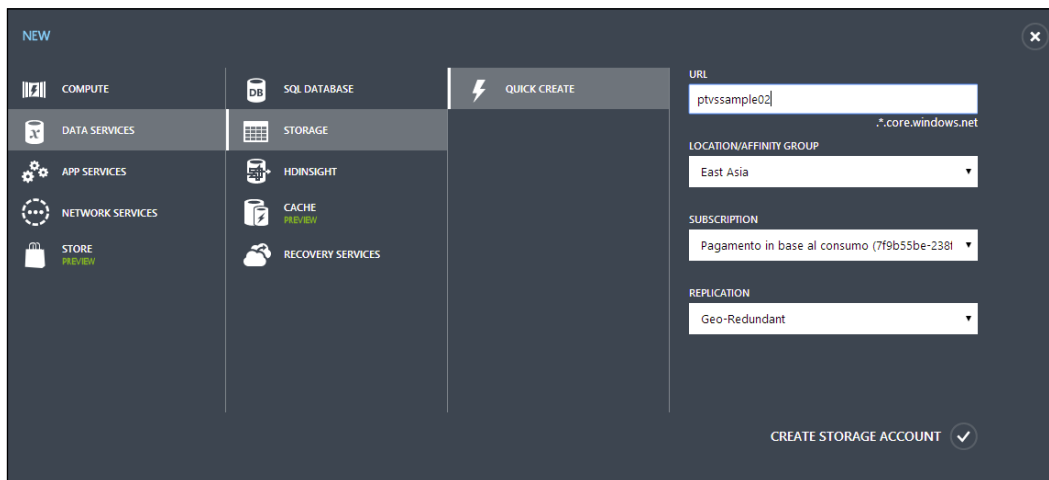 NEW
COMPUTE
DATA SERVICES
APP SERVICES
NETWORK SERVICES
STORE
PREVIEW
SQL DATABASE
STORAGE
HDINSIGHT
CACHE
PREVIEW
RECOVERY SERVICES
QUICK CREATE
URL
ptvssample02
.*.core.windows.net
LOCATION/AFFINITY GROUP
East Asia
SUBSCRIPTION
Pagamento in base al consumo (7f9b55be-238f
REPLICATION
Geo-Redundant
CREATE STORAGE ACCOUNT